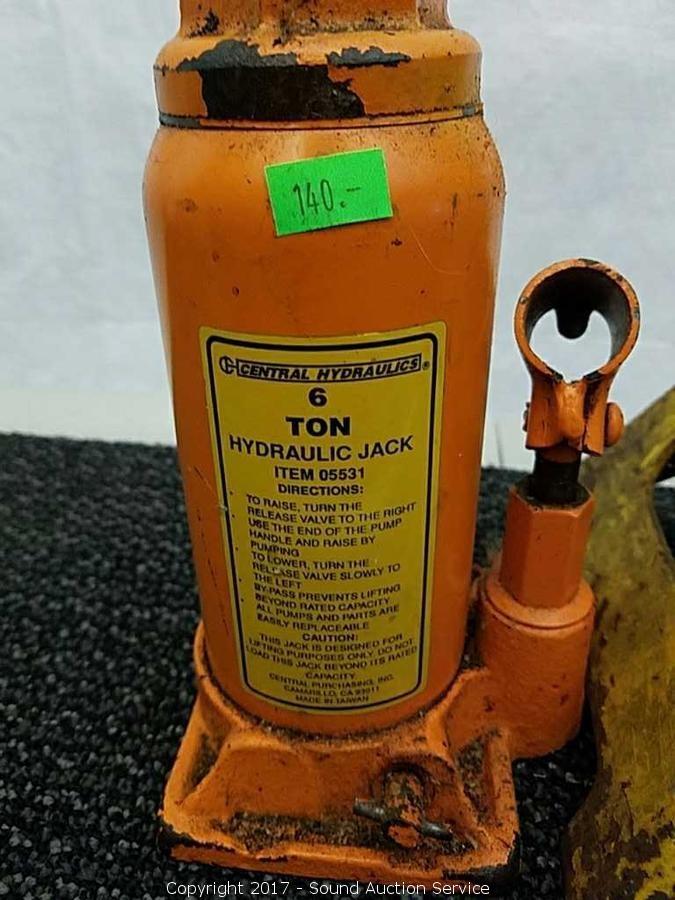 140.-
CENTRAL HYDRAULICS®
6
TON
HYDRAULIC JACK
ITEM 05531
DIRECTIONS:
• TO RAISE, TURN THE
RELEASE VALVE TO THE RIGHT
• USE THE END OF THE PUMP
HANDLE AND RAISE BY
PUMPING
• TO LOWER, TURN THE
RELEASE VALVE SLOWLY TO
THE LEFT
• BY-PASS PREVENTS LIFTING
BEYOND RATED CAPACITY
• ALL PUMPS AND PARTS ARE
EASILY REPLACEABLE
CAUTION:
THIS JACK IS DESIGNED FOR
LIFTING PURPOSES ONLY. DO NOT
LOAD THIS JACK BEYOND ITS RATED
CAPACITY.
CENTRAL PURCHASING, INC.
CAMARILLO, CA 93011
MADE IN TAIWAN
Copyright 2017 - Sound Auction Service